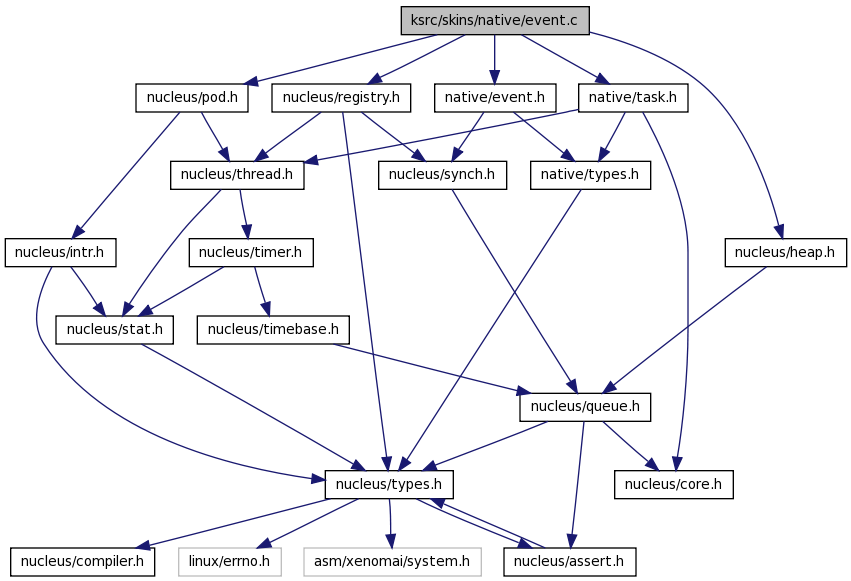 ksrc/skins/native/event.c
nucleus/pod.h
nucleus/registry.h
native/event.h
native/task.h
nucleus/thread.h
nucleus/synch.h
native/types.h
nucleus/intr.h
nucleus/timer.h
nucleus/heap.h
nucleus/stat.h
nucleus/timebase.h
nucleus/queue.h
nucleus/types.h
nucleus/core.h
nucleus/compiler.h
linux/errno.h
asm/xenomai/system.h
nucleus/assert.h